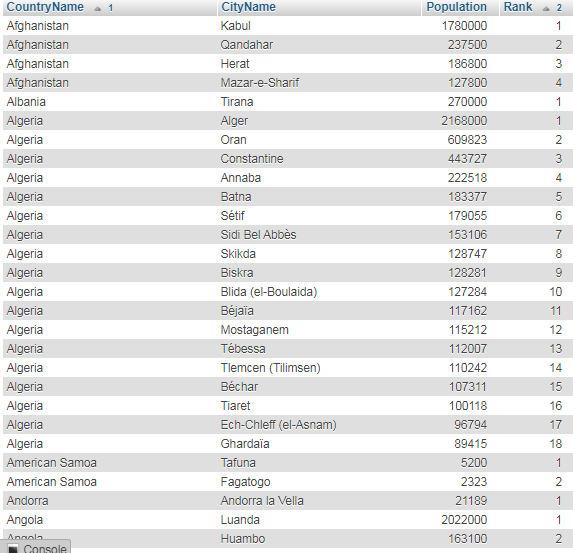 CountryName 1 CityName Population Rank 2
Afghanistan Kabul 1780000 1
Afghanistan Qandahar 237500 2
Afghanistan Herat 186800 3
Afghanistan Mazar-e-Sharif 127800 4
Albania Tirana 270000 1
Algeria Alger 2168000 1
Algeria Oran 609823 2
Algeria Constantine 443727 3
Algeria Annaba 222518 4
Algeria Batna 183377 5
Algeria Sétif 179055 6
Algeria Sidi Bel Abbès 153106 7
Algeria Skikda 128747 8
Algeria Biskra 128281 9
Algeria Blida (el-Boulaida) 127284 10
Algeria Béjaïa 117162 11
Algeria Mostaganem 115212 12
Algeria Tébessa 112007 13
Algeria Tlemcen (Tilimsen) 110242 14
Algeria Béchar 107311 15
Algeria Tiaret 100118 16
Algeria Ech-Chleff (el-Asnam) 96794 17
Algeria Ghardaïa 89415 18
American Samoa Tafuna 5200 1
American Samoa Fagatogo 2323 2
Andorra Andorra la Vella 21189 1
Angola Luanda 2022000 1
Angola Huambo 163100 2
Console